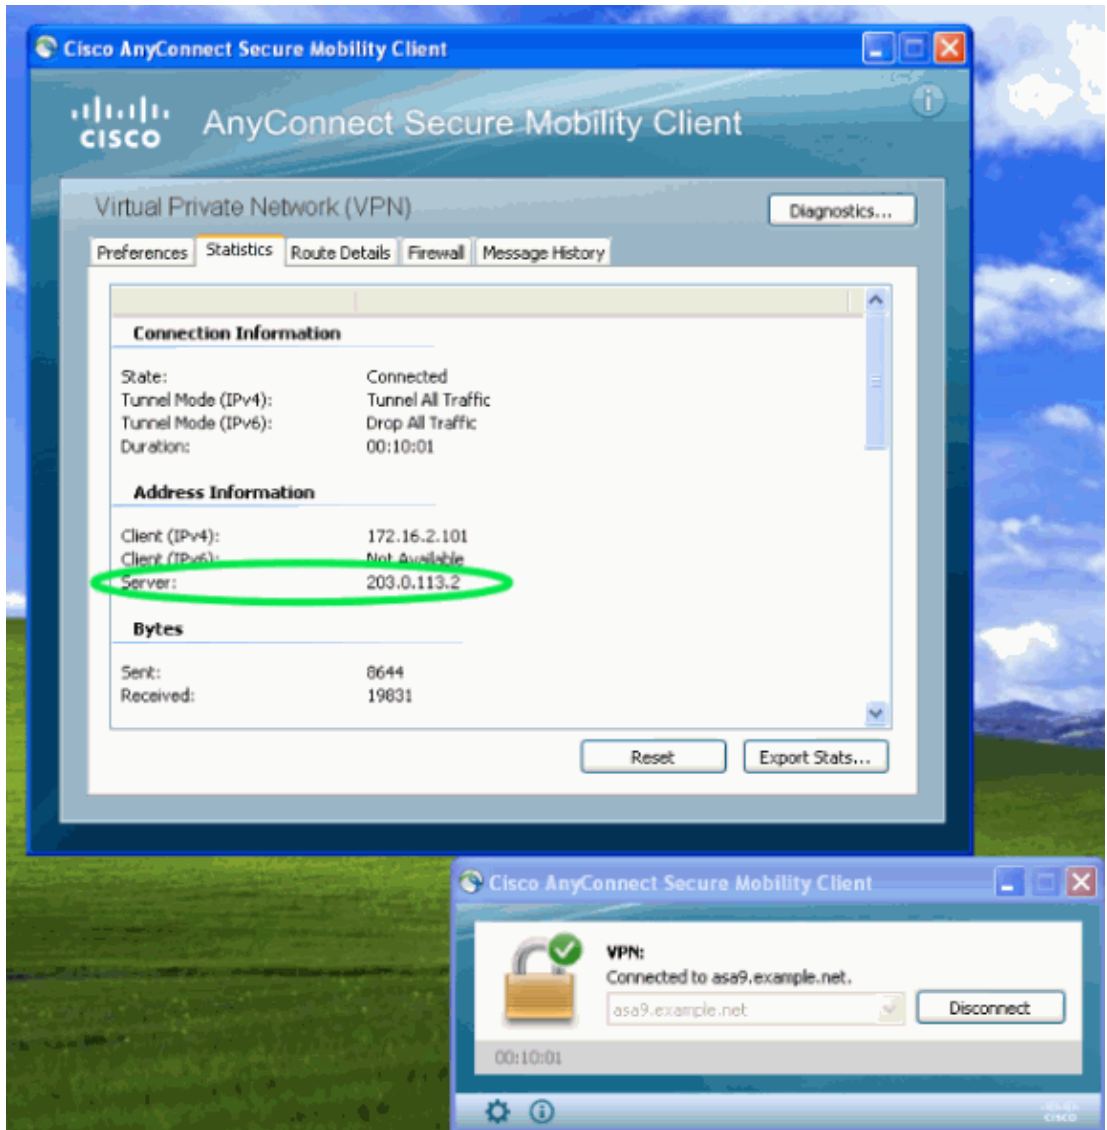 Cisco AnyConnect Secure Mobility Client
CISCO AnyConnect Secure Mobility Client
Virtual Private Network (VPN)
Diagnostics...
Preferences Statistics Route Details Firewall Message History
Connection Information
State: Connected
Tunnel Mode (IPv4): Tunnel All Traffic
Tunnel Mode (IPv6): Drop All Traffic
Duration: 00:10:01
Address Information
Client (IPv4): 172.16.2.101
Client (IPv6): Not Available
Server: 203.0.113.2
Bytes
Sent: 8644
Received: 19831
Reset Export Stats...
Cisco AnyConnect Secure Mobility Client
VPN:
Connected to asa9.example.net.
asa9.example.net Disconnect
00:10:01
CISCO